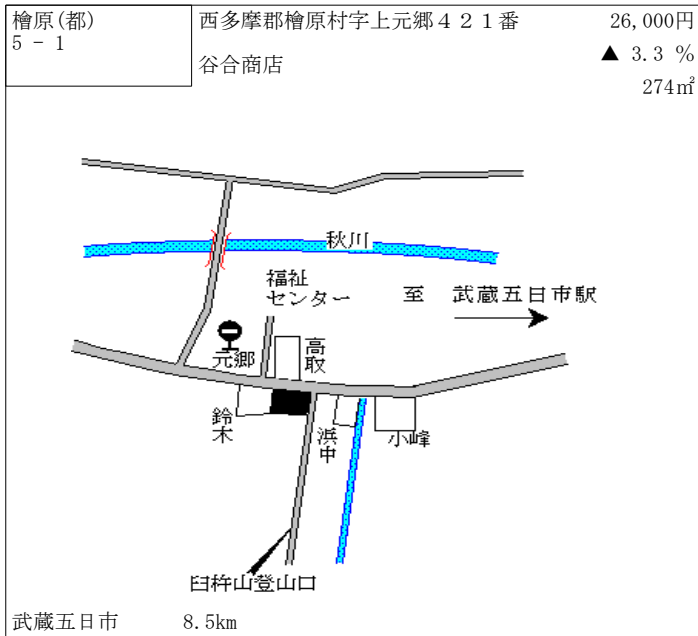 檜原(都)
5 - 1
西多摩郡檜原村字上元郷４２１番
谷合商店
26,000円
▲ 3.3 %
274㎡
秋川
福祉
センター
至　武蔵五日市駅
元郷
高取
鈴木
浜中
小峰
臼杵山登山口
武蔵五日市　8.5km